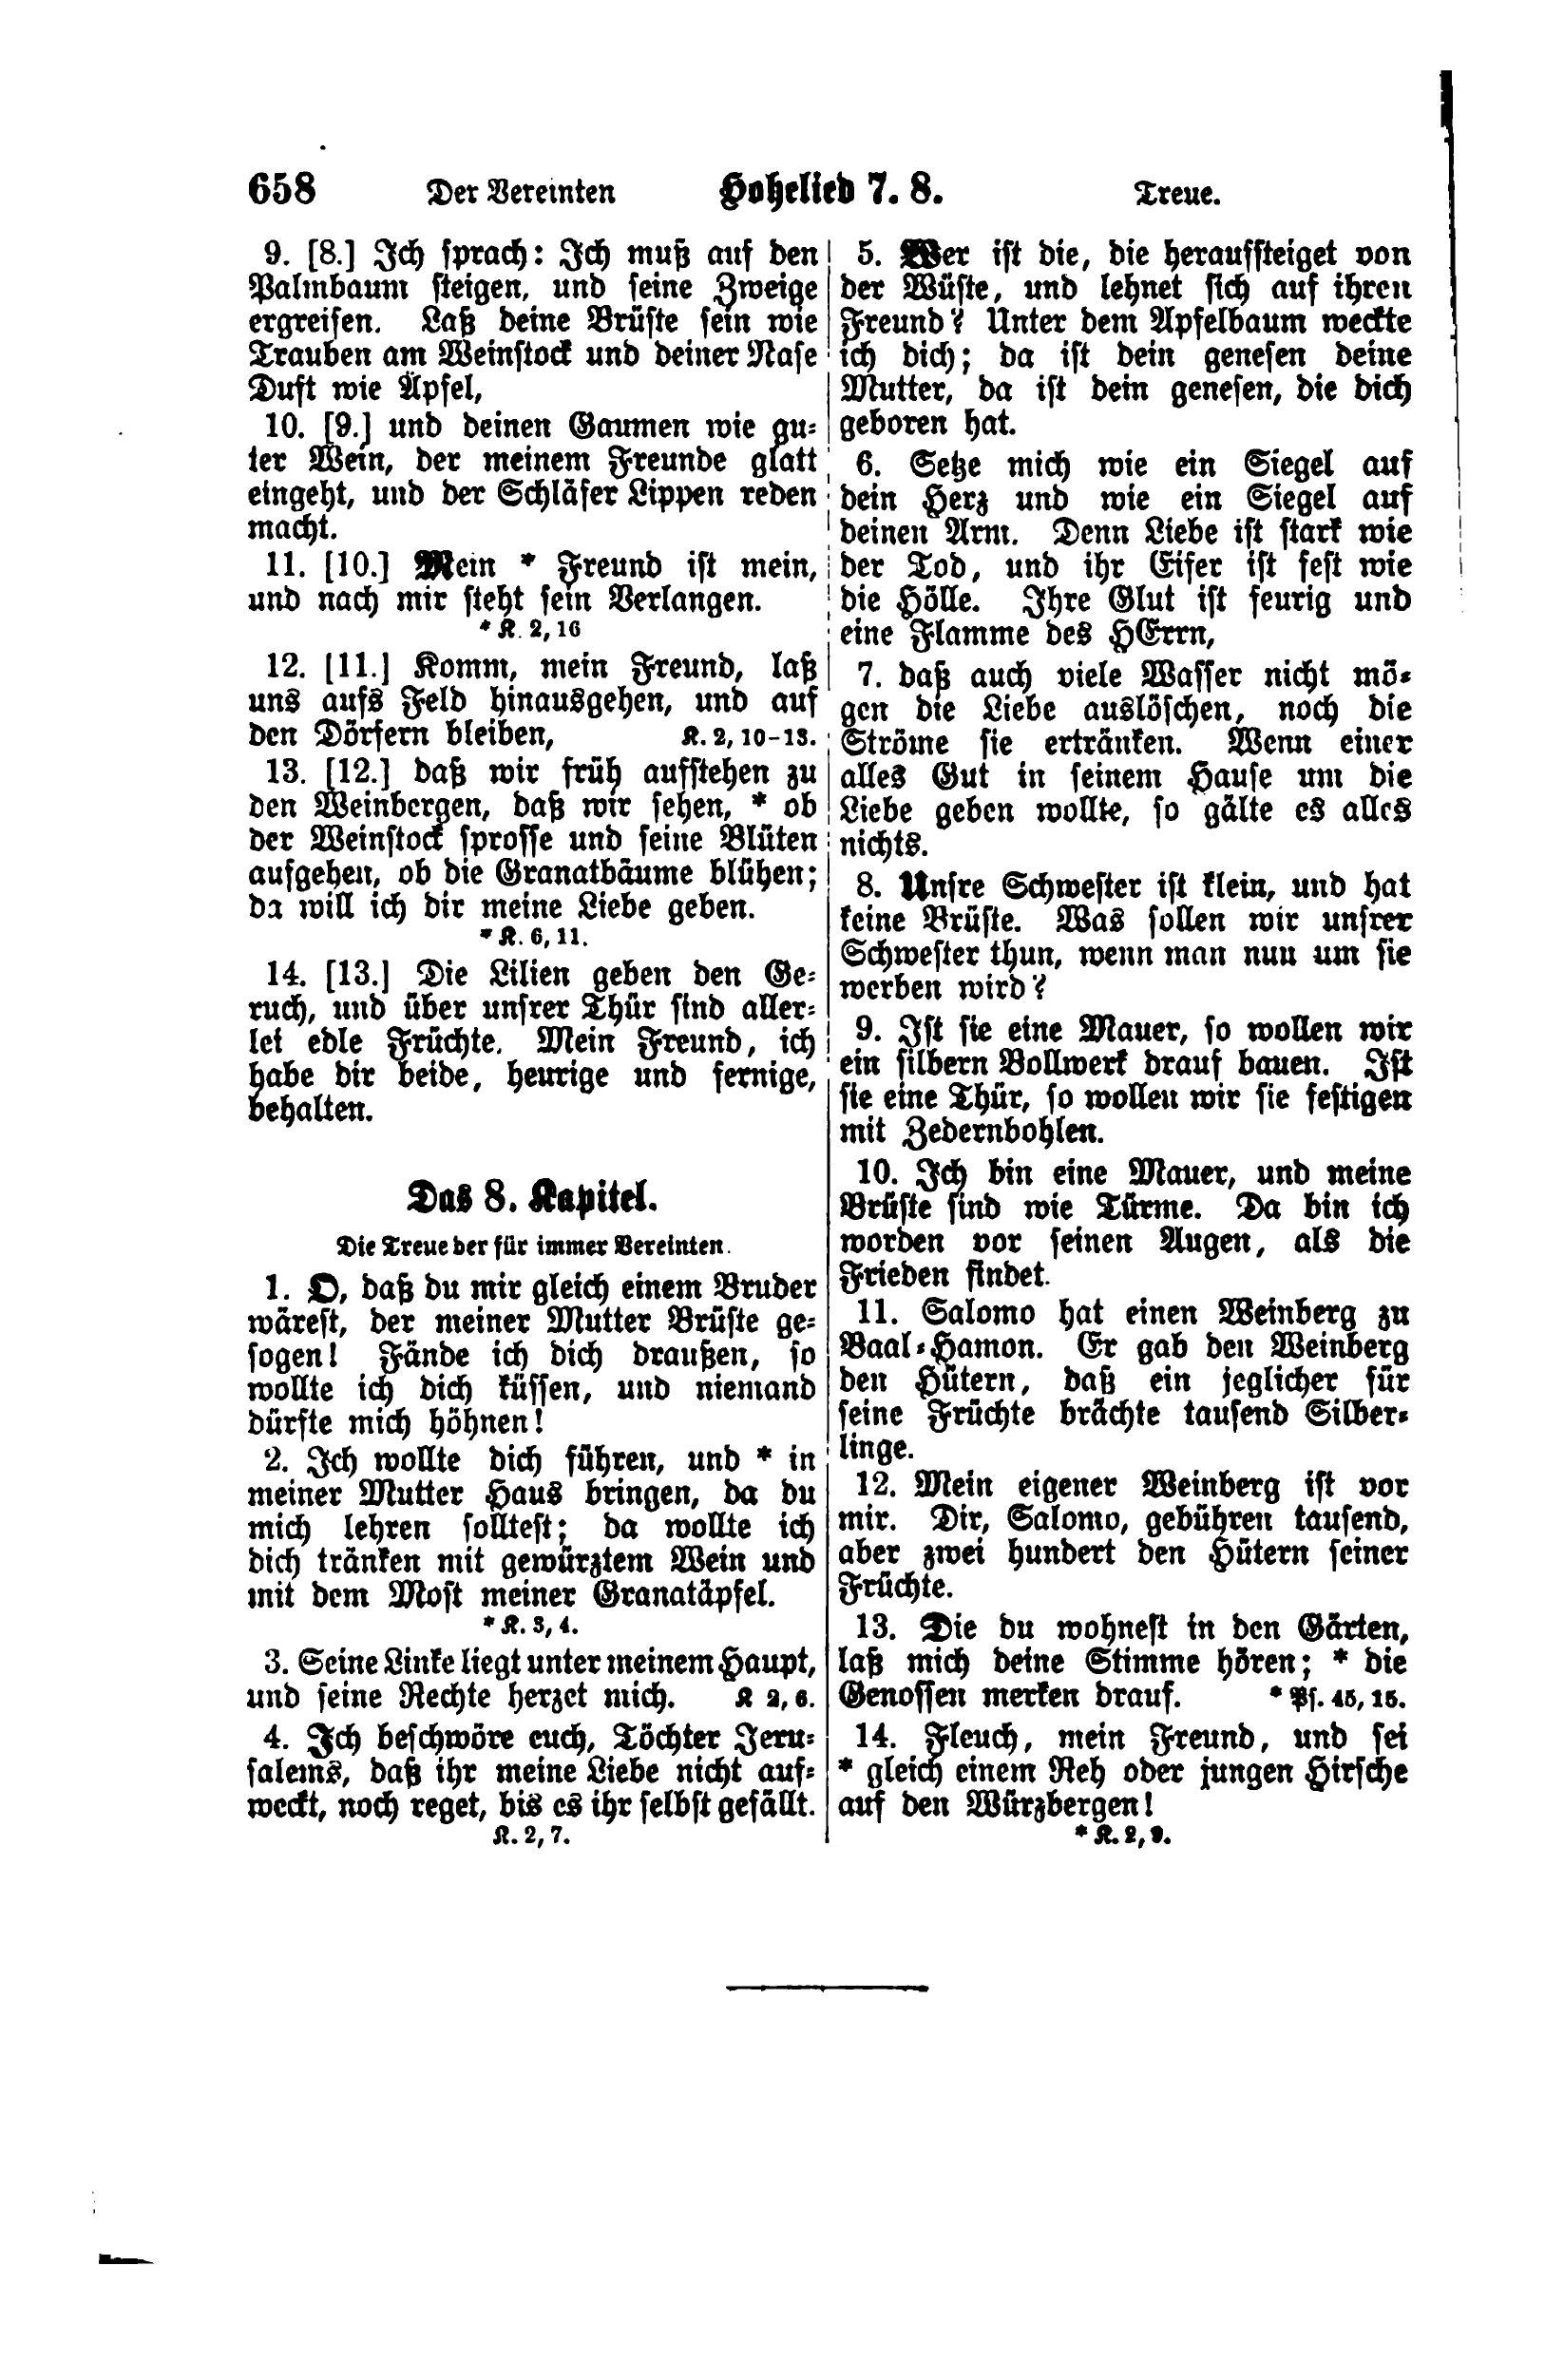 658 Der Vereinten Hohelied 7. 8. Treue.
9. [8.] Ich sprach: Ich muß auf den
Palmbaum steigen, und seine Zweige
ergreifen. Laß deine Brüste sein wie
Trauben am Weinstock und deiner Nase
Duft wie Äpfel,
10. [9.] und deinen Gaumen wie gu-
ter Wein, der meinem Freunde glatt
eingeht, und der Schläfer Lippen reden
macht.
11. [10.] Mein * Freund ist mein,
und nach mir steht sein Verlangen.
* K. 2, 16
12. [11.] Komm, mein Freund, laß
uns aufs Feld hinausgehen, und auf
den Dörfern bleiben, K. 2, 10-13.
13. [12.] daß wir früh aufstehen zu
den Weinbergen, daß wir sehen, * ob
der Weinstock sprosse und seine Blüten
aufgehen, ob die Granatbäume blühen;
da will ich dir meine Liebe geben.
* K. 6, 11.
14. [13.] Die Lilien geben den Ge-
ruch, und über unsrer Thür sind aller-
lei edle Früchte. Mein Freund, ich
habe dir beide, heurige und fernige,
behalten.
Das 8. Kapitel.
Die Treue der für immer Vereinten.
1. O, daß du mir gleich einem Bruder
wärest, der meiner Mutter Brüste ge-
sogen! Fände ich dich draußen, so
wollte ich dich küssen, und niemand
dürfte mich höhnen!
2. Ich wollte dich führen, und * in
meiner Mutter Haus bringen, da du
mich lehren solltest; da wollte ich
dich tränken mit gewürztem Wein und
mit dem Most meiner Granatäpfel.
* K. 3, 4.
3. Seine Linke liegt unter meinem Haupt,
und seine Rechte herzet mich. K 2, 6.
4. Ich beschwöre euch, Töchter Jeru-
salems, daß ihr meine Liebe nicht auf-
weckt, noch reget, bis es ihr selbst gefällt.
K. 2, 7.
5. Wer ist die, die heraufsteiget von
der Wüste, und lehnet sich auf ihren
Freund? Unter dem Apfelbaum weckte
ich dich; da ist dein genesen deine
Mutter, da ist dein genesen, die dich
geboren hat.
6. Setze mich wie ein Siegel auf
dein Herz und wie ein Siegel auf
deinen Arm. Denn Liebe ist stark wie
der Tod, und ihr Eifer ist fest wie
die Hölle. Ihre Glut ist feurig und
eine Flamme des HErrn,
7. daß auch viele Wasser nicht mö-
gen die Liebe auslöschen, noch die
Ströme sie ertränken. Wenn einer
alles Gut in seinem Hause um die
Liebe geben wollte, so gälte es alles
nichts.
8. Unsre Schwester ist klein, und hat
keine Brüste. Was sollen wir unsrer
Schwester thun, wenn man nun um sie
werben wird?
9. Ist sie eine Mauer, so wollen wir
ein silbern Bollwerk drauf bauen. Ist
sie eine Thür, so wollen wir sie festigen
mit Zedernbohlen.
10. Ich bin eine Mauer, und meine
Brüste sind wie Türme. Da bin ich
worden vor seinen Augen, als die
Frieden findet.
11. Salomo hat einen Weinberg zu
Baal-Hamon. Er gab den Weinberg
den Hütern, daß ein jeglicher für
seine Früchte brächte tausend Silber-
linge.
12. Mein eigener Weinberg ist vor
mir. Dir, Salomo, gebühren tausend,
aber zwei hundert den Hütern seiner
Früchte.
13. Die du wohnest in den Gärten,
laß mich deine Stimme hören; * die
Genossen merken drauf. * Ps. 45, 15.
14. Fleuch, mein Freund, und sei
* gleich einem Reh oder jungen Hirsche
auf den Würzbergen!
* K. 2, 9.